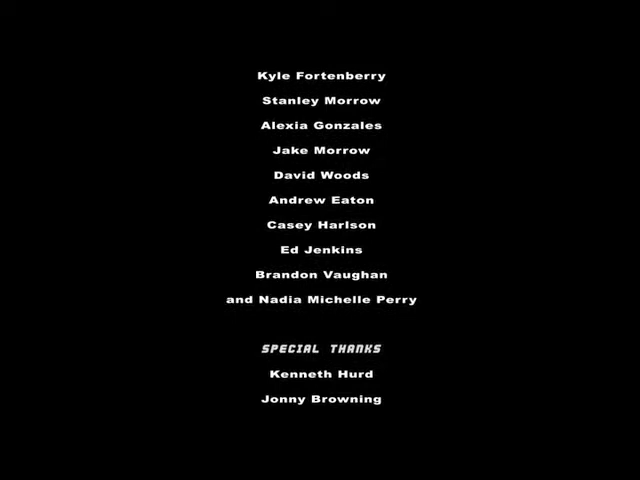 Kyle Fortenberry
Stanley Morrow
Alexia Gonzales
Jake Morrow
David Woods
Andrew Eaton
Casey Harlson
Ed Jenkins
Brandon Vaughan
and Nadia Michelle Perry
SPECIAL THANKS
Kenneth Hurd
Jonny Browning